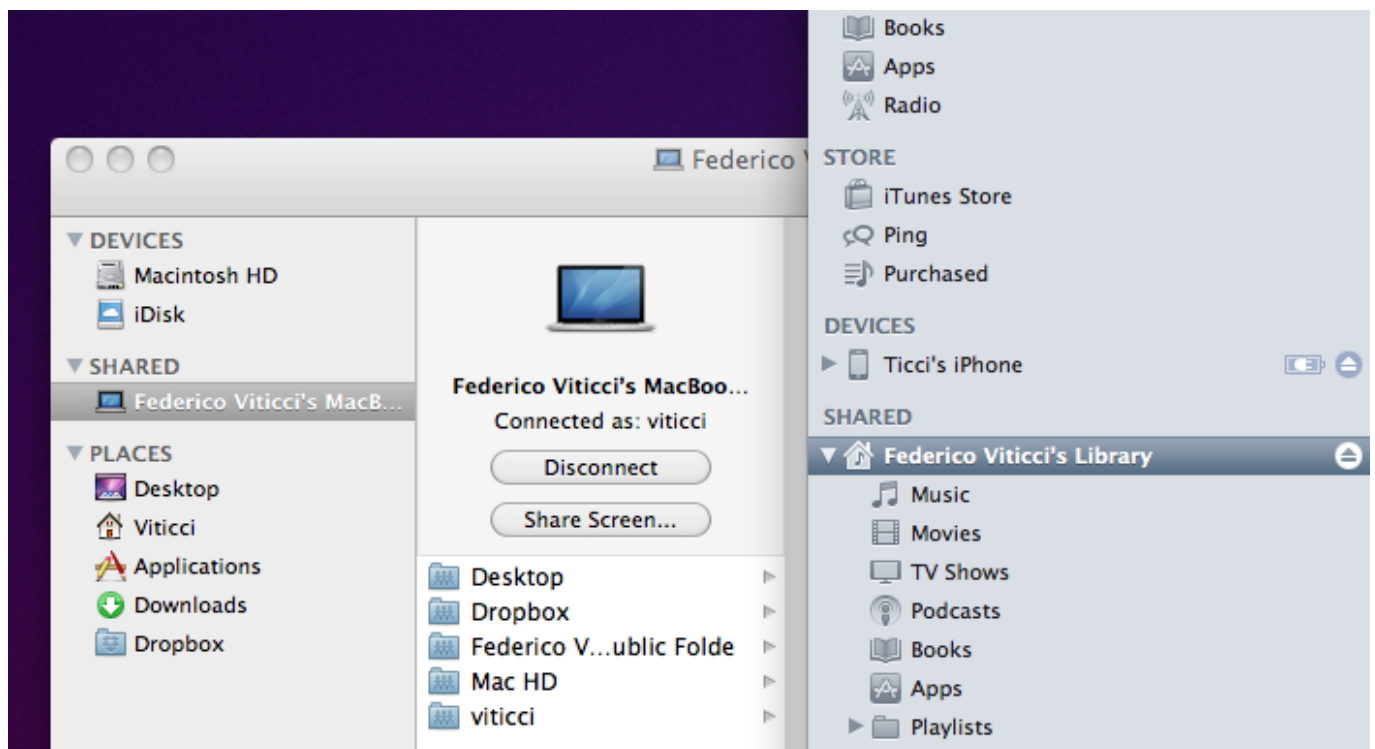 Federico
DEVICES
Macintosh HD
iDisk
SHARED
Federico Viticci's MacB...
PLACES
Desktop
Viticci
Applications
Downloads
Dropbox
Federico Viticci's MacBoo...
Connected as: viticci
Disconnect
Share Screen...
Desktop
Dropbox
Federico V...ublic Folde
Mac HD
viticci
Books
Apps
Radio
STORE
iTunes Store
Ping
Purchased
DEVICES
Ticci's iPhone
SHARED
Federico Viticci's Library
Music
Movies
TV Shows
Podcasts
Books
Apps
Playlists